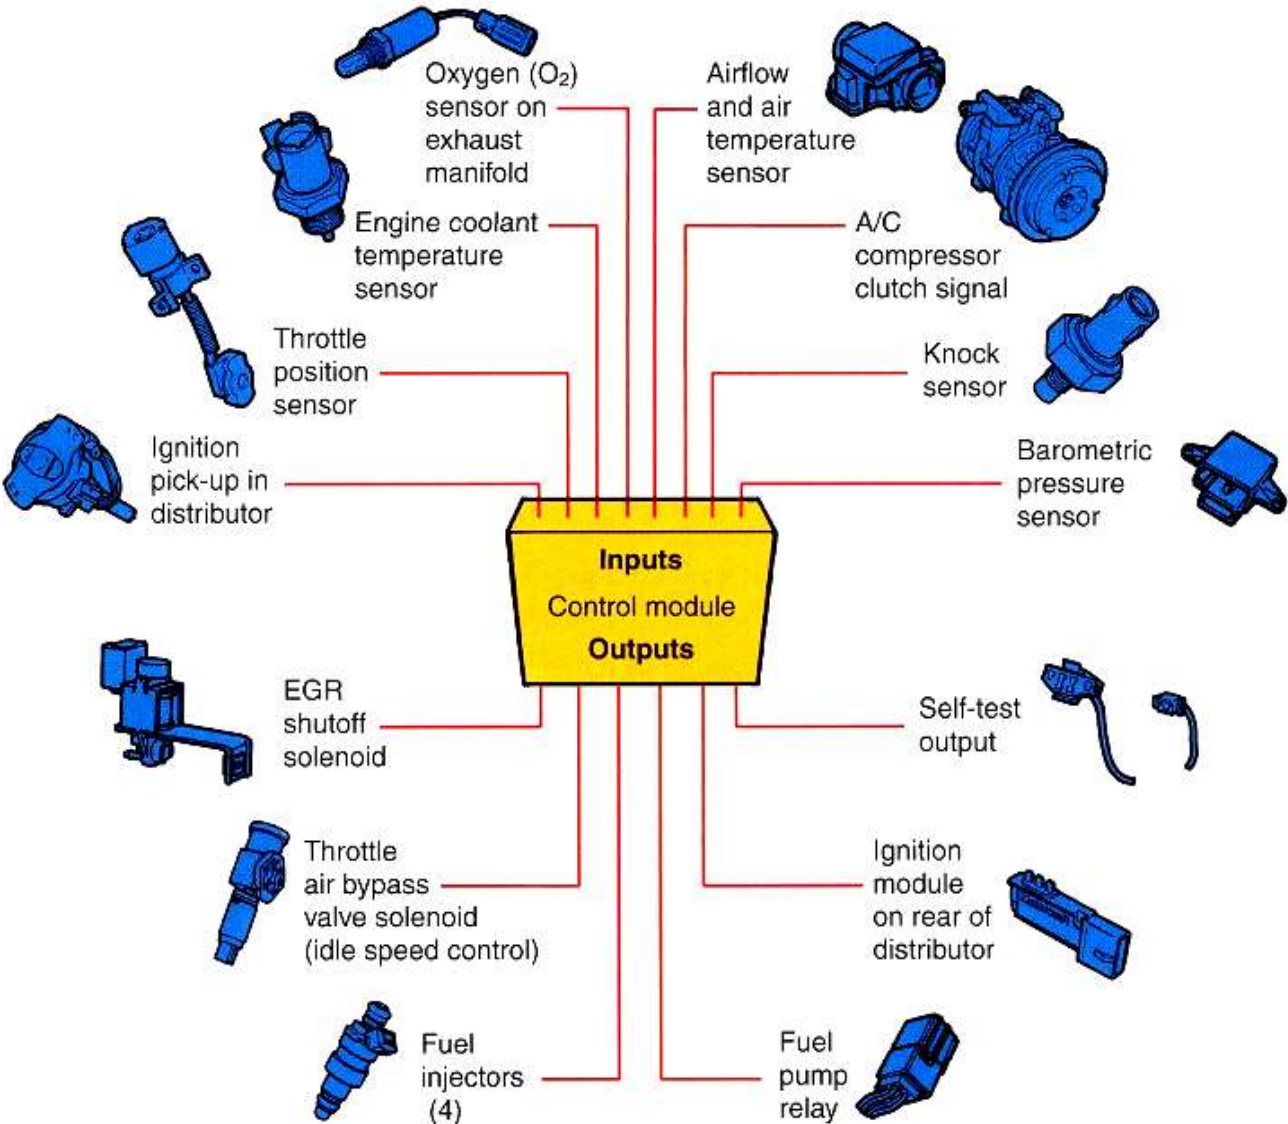 Oxygen (O₂)
sensor on
exhaust
manifold
Airflow
and air
temperature
sensor
Engine coolant
temperature
sensor
A/C
compressor
clutch signal
Throttle
position
sensor
Knock
sensor
Ignition
pick-up in
distributor
Barometric
pressure
sensor
Inputs
Control module
Outputs
EGR
shutoff
solenoid
Self-test
output
Throttle
air bypass
valve solenoid
(idle speed control)
Ignition
module
on rear of
distributor
Fuel
injectors
(4)
Fuel
pump
relay